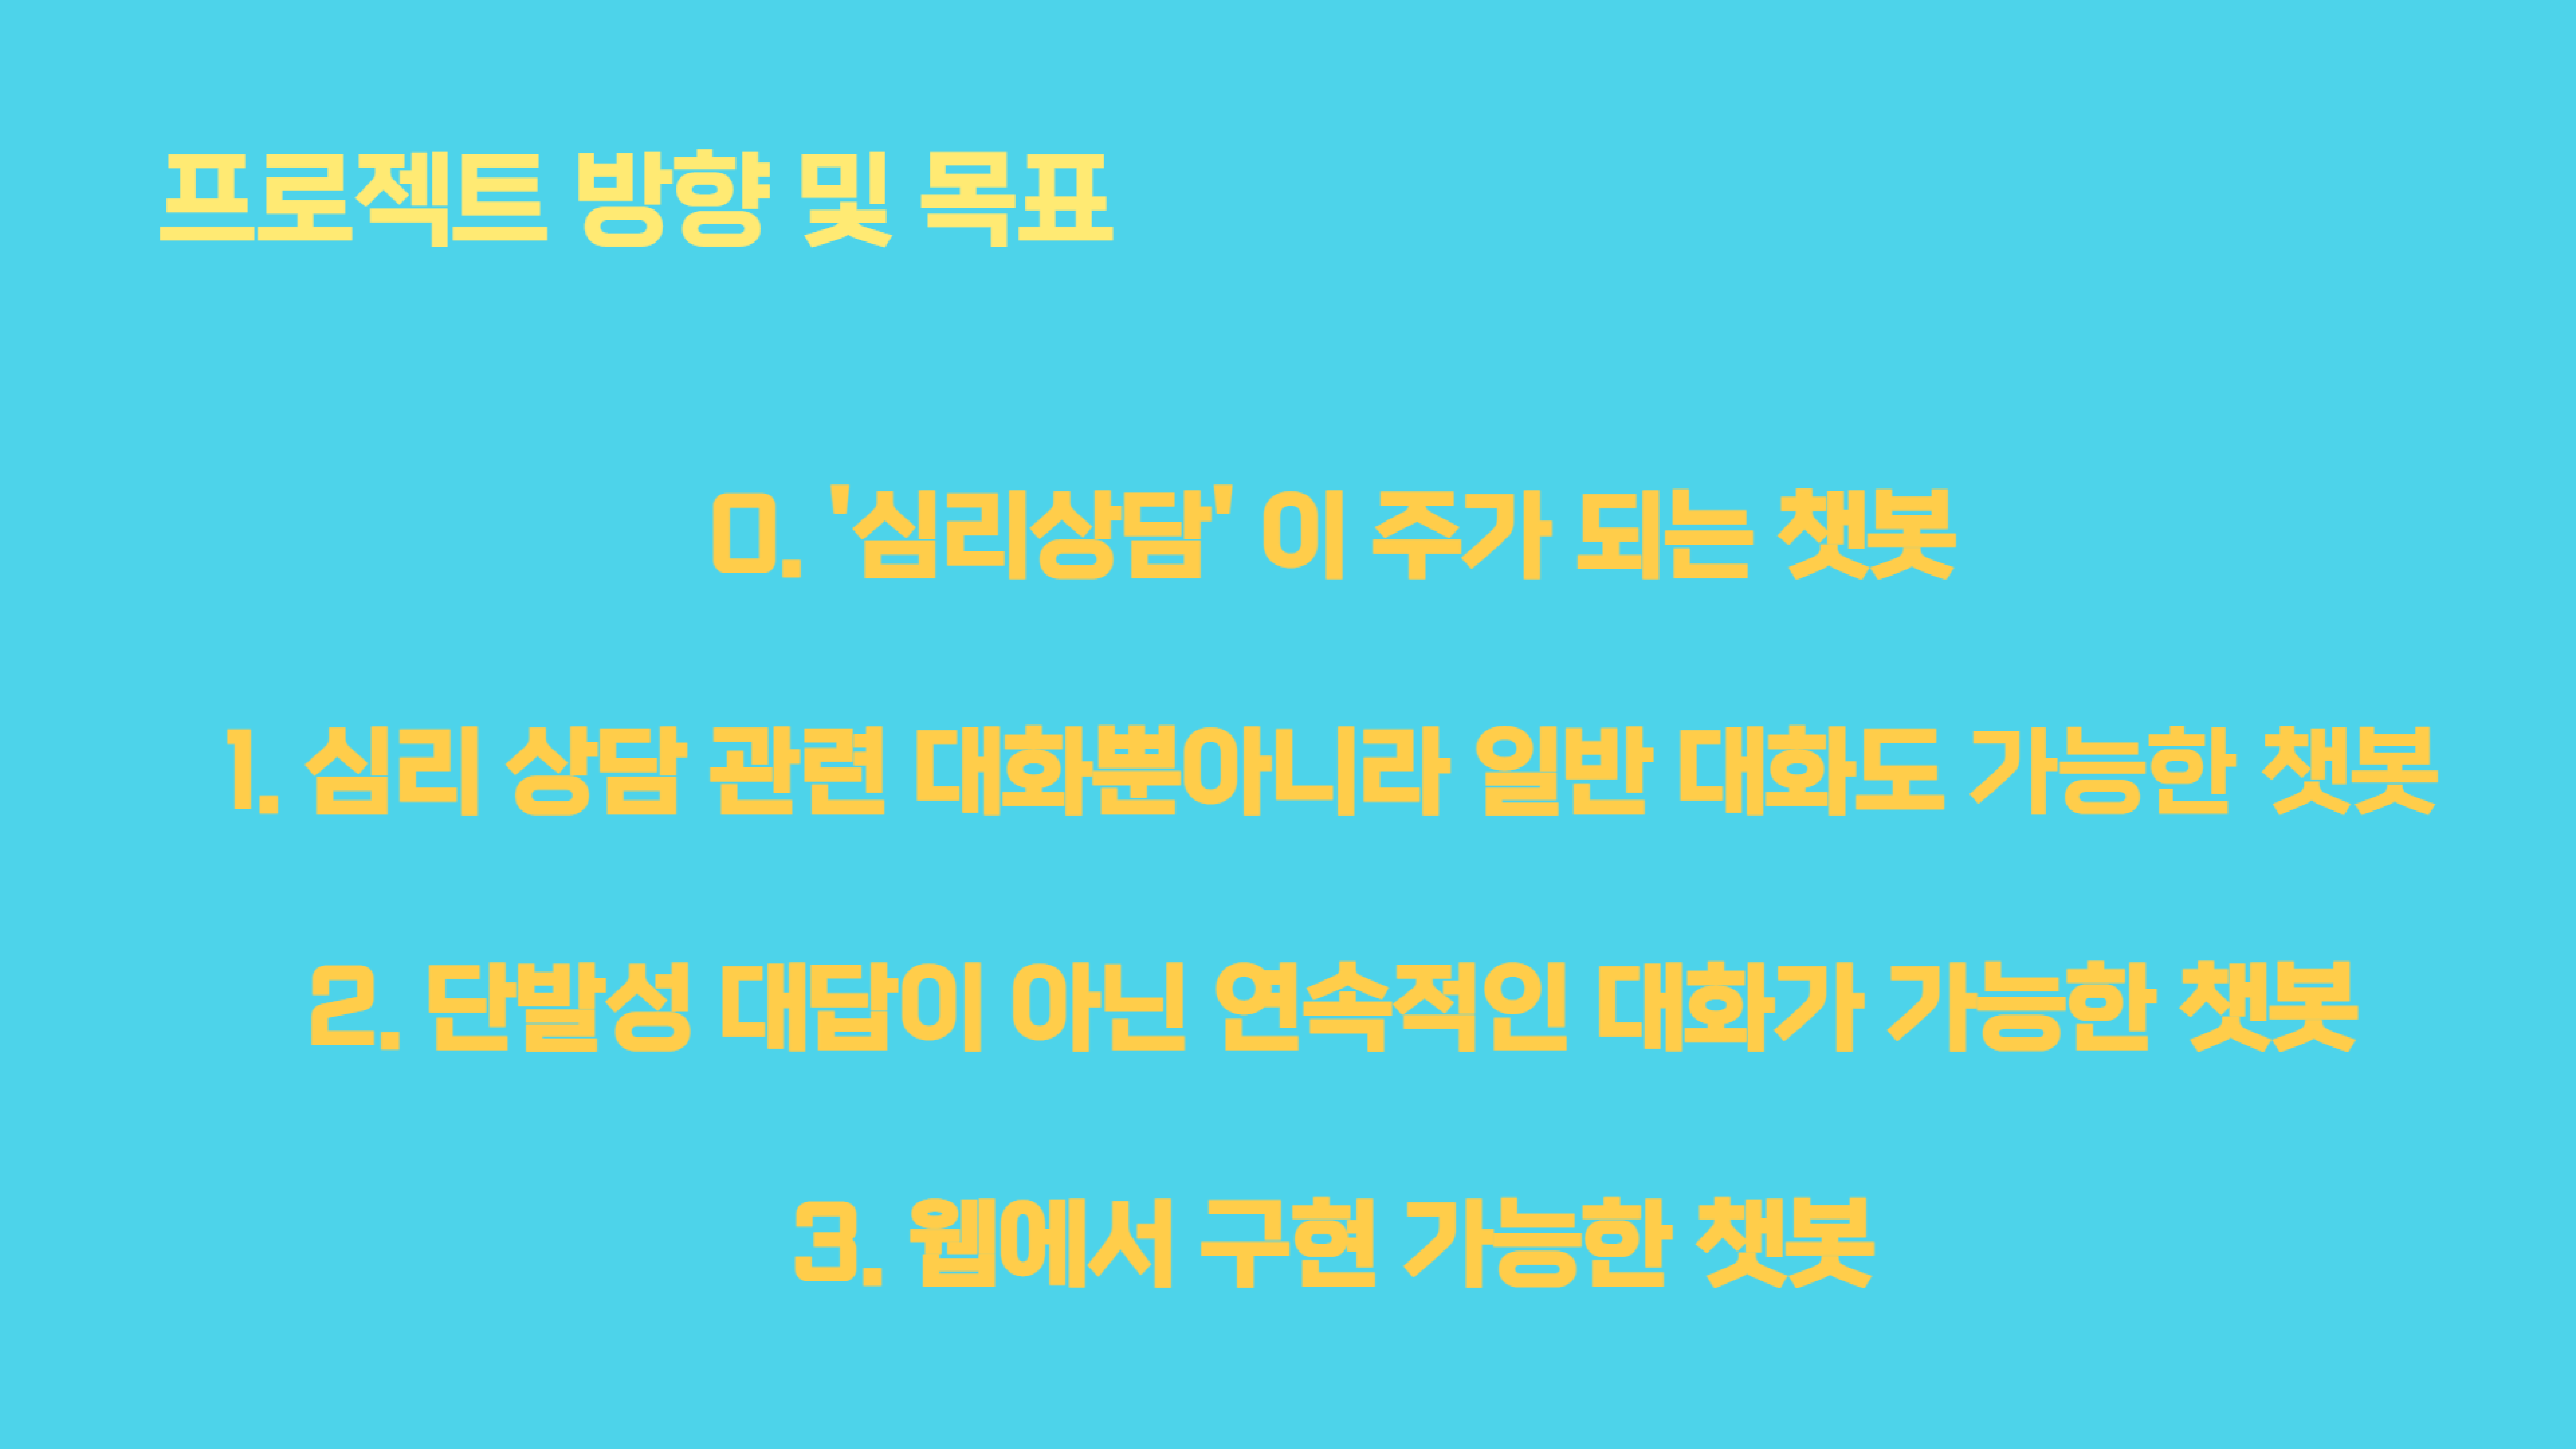 프로젝트 방향 및 목표
0. '심리상담' 이 주가 되는 챗봇
1. 심리 상담 관련 대화뿐아니라 일반 대화도 가능한 챗봇
2. 단발성 대답이 아닌 연속적인 대화가 가능한 챗봇
3. 웹에서 구현 가능한 챗봇